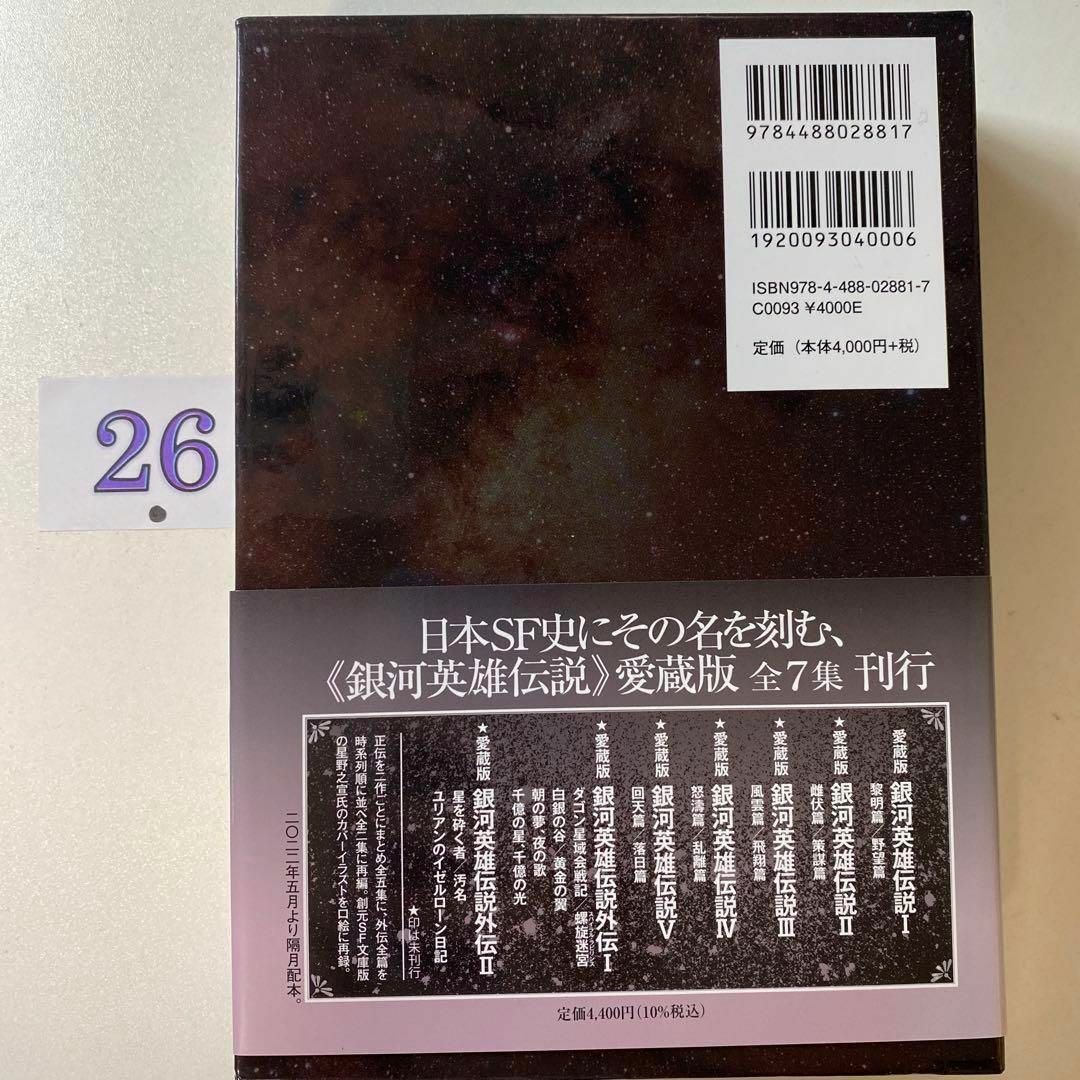 9784488028817
1920093040006
ISBN978-4-488-02881-7
C0093 ¥4000E
定価（本体4,000円+税）
26
日本SF史にその名を刻む、
《銀河英雄伝説》愛蔵版 全7集 刊行
愛蔵版 銀河英雄伝説Ⅰ
黎明篇／野望篇
★愛蔵版 銀河英雄伝説Ⅱ
雌伏篇／策謀篇
★愛蔵版 銀河英雄伝説Ⅲ
風雲篇／飛翔篇
★愛蔵版 銀河英雄伝説Ⅳ
怒濤篇／乱離篇
★愛蔵版 銀河英雄伝説Ⅴ
回天篇／落日篇
★愛蔵版 銀河英雄伝説外伝Ⅰ
ダゴン星域会戦記／螺旋迷宮
白銀の谷／黄金の翼
朝の夢、夜の歌
千億の星、千億の光
★愛蔵版 銀河英雄伝説外伝Ⅱ
星を砕く者 汚名
ユリアンのイゼルローン日記
★印は未刊行
正伝を二作ごとにまとめ全五集に、外伝全篇を
時系列順に並べ全二集に再編。創元SF文庫版
の星野之宣氏のカバーイラストを口絵に再録。
二〇二二年五月より隔月配本。
定価4,400円（10%税込）